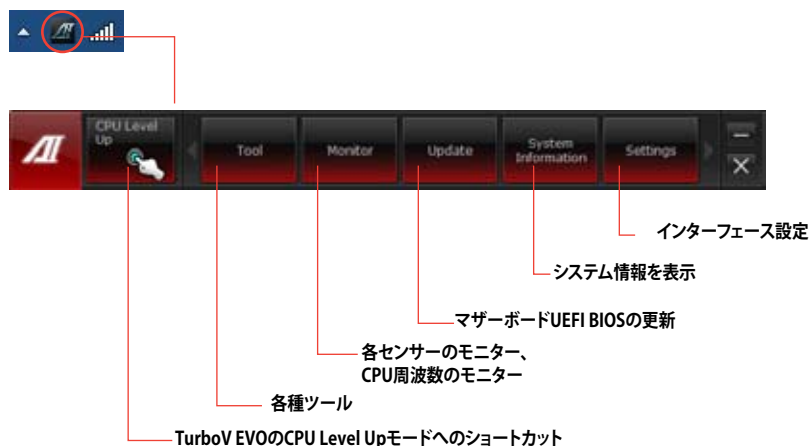 CPU Level
Up
Tool
Monitor
Update
System
Information
Settings
インターフェース設定
システム情報を表示
マザーボードUEFI BIOSの更新
各センサーのモニター、
CPU周波数のモニター
各種ツール
TurboV EVOのCPU Level Upモードへのショートカット